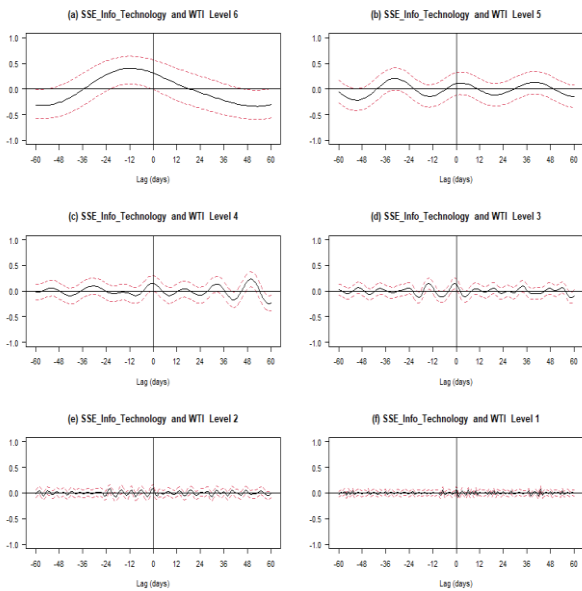 (a) SSE_Info_Technology and WTI Level 6
(b) SSE_Info_Technology and WTI Level 5
1.0
0.5
0.0
-0.5
-1.0
-60 -48 -36 -24 -12 0 12 24 36 48 60
Lag (days)
1.0
0.5
0.0
-0.5
-1.0
-60 -48 -36 -24 -12 0 12 24 36 48 60
Lag (days)
(c) SSE_Info_Technology and WTI Level 4
(d) SSE_Info_Technology and WTI Level 3
1.0
0.5
0.0
-0.5
-1.0
-60 -48 -36 -24 -12 0 12 24 36 48 60
Lag (days)
1.0
0.5
0.0
-0.5
-1.0
-60 -48 -36 -24 -12 0 12 24 36 48 60
Lag (days)
(e) SSE_Info_Technology and WTI Level 2
(f) SSE_Info_Technology and WTI Level 1
1.0
0.5
0.0
-0.5
-1.0
-60 -48 -36 -24 -12 0 12 24 36 48 60
Lag (days)
1.0
0.5
0.0
-0.5
-1.0
-60 -48 -36 -24 -12 0 12 24 36 48 60
Lag (days)